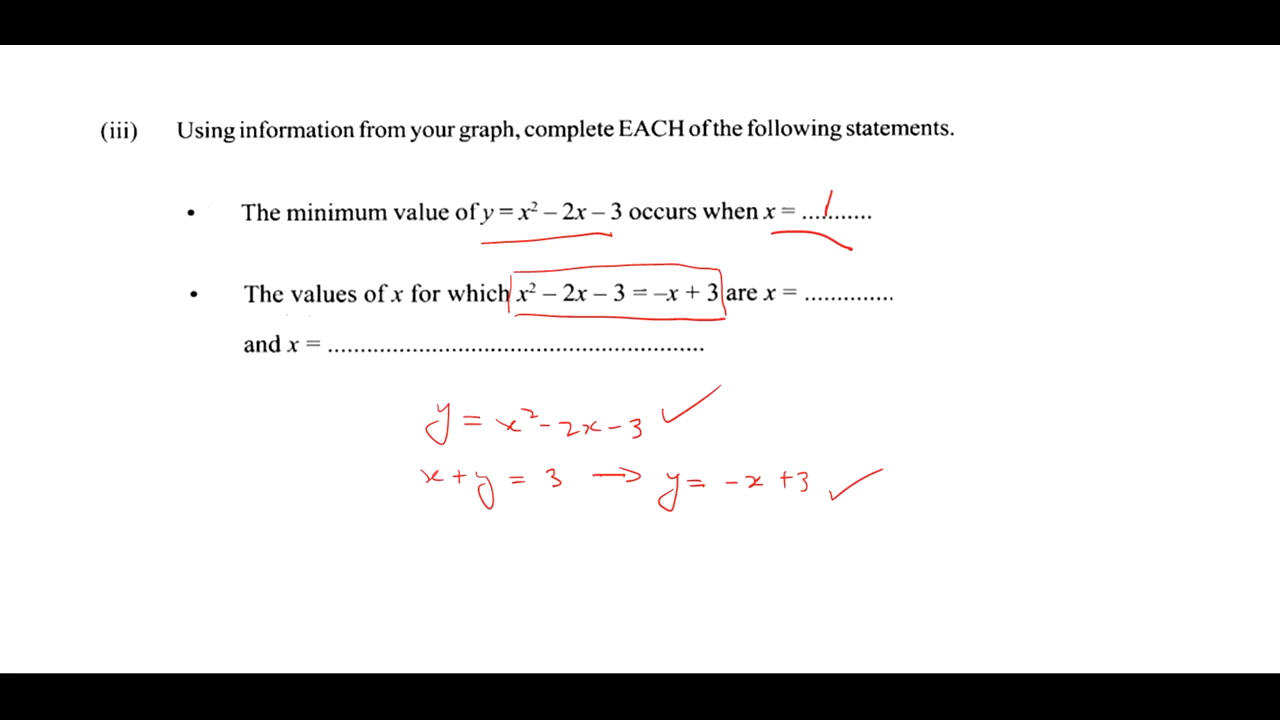 (iii) Using information from your graph, complete EACH of the following statements.
• The minimum value of y = x² – 2x – 3 occurs when x = ....1.......
• The values of x for which x² – 2x – 3 = –x + 3 are x = ..............
and x = ..........................................................
y = x² - 2x - 3 ✓
x + y = 3 → y = -x + 3 ✓